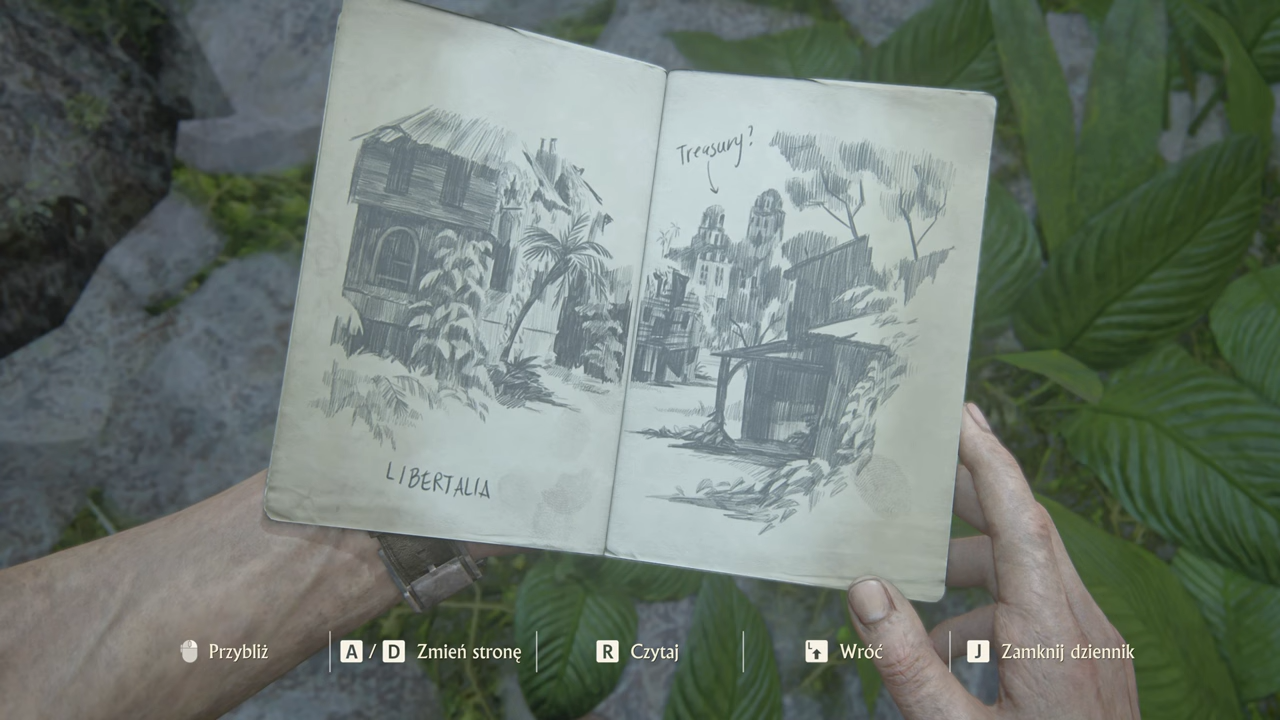 Treasury?
LIBERTALIA
Przybliż
A / D Zmień stronę
R Czytaj
L Wróć
J Zamknij dziennik